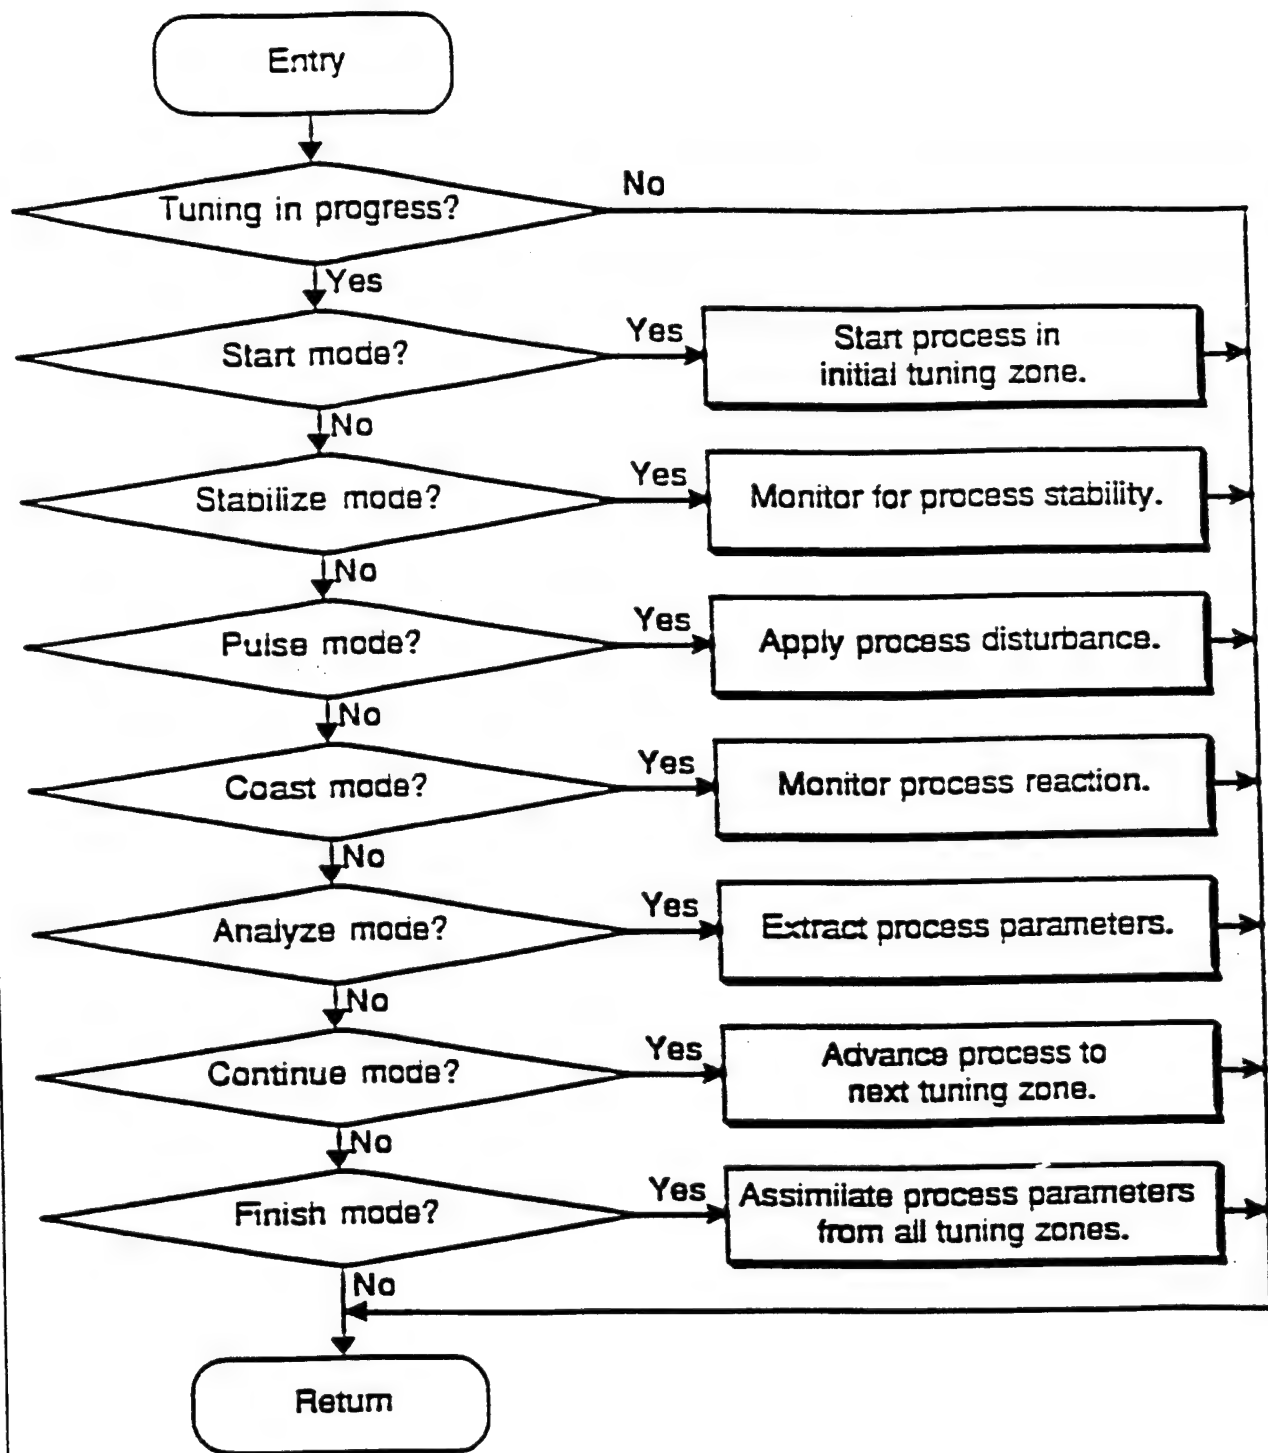 Entry
Tuning in progress?
No
Yes
Start mode?
Yes
Start process in
initial tuning zone.
No
Stabilize mode?
Yes
Monitor for process stability.
No
Pulse mode?
Yes
Apply process disturbance.
No
Coast mode?
Yes
Monitor process reaction.
No
Analyze mode?
Yes
Extract process parameters.
No
Continue mode?
Yes
Advance process to
next tuning zone.
No
Finish mode?
Yes
Assimilate process parameters
from all tuning zones.
No
Return